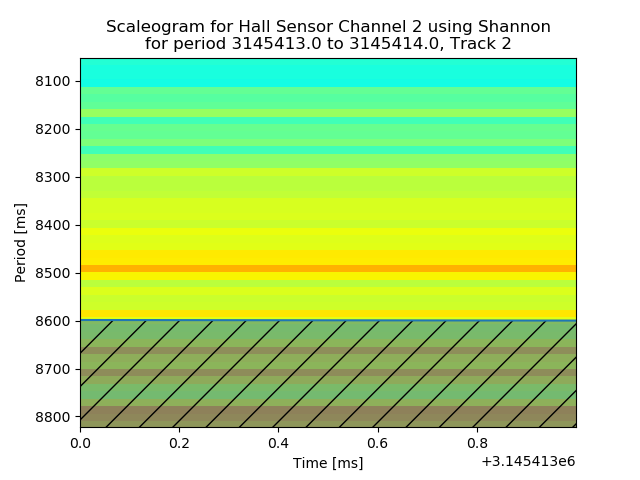 Scaleogram for Hall Sensor Channel 2 using Shannon
for period 3145413.0 to 3145414.0, Track 2
Period [ms]
8100
8200
8300
8400
8500
8600
8700
8800
0.0 0.2 0.4 0.6 0.8
Time [ms]
+3.145413e6